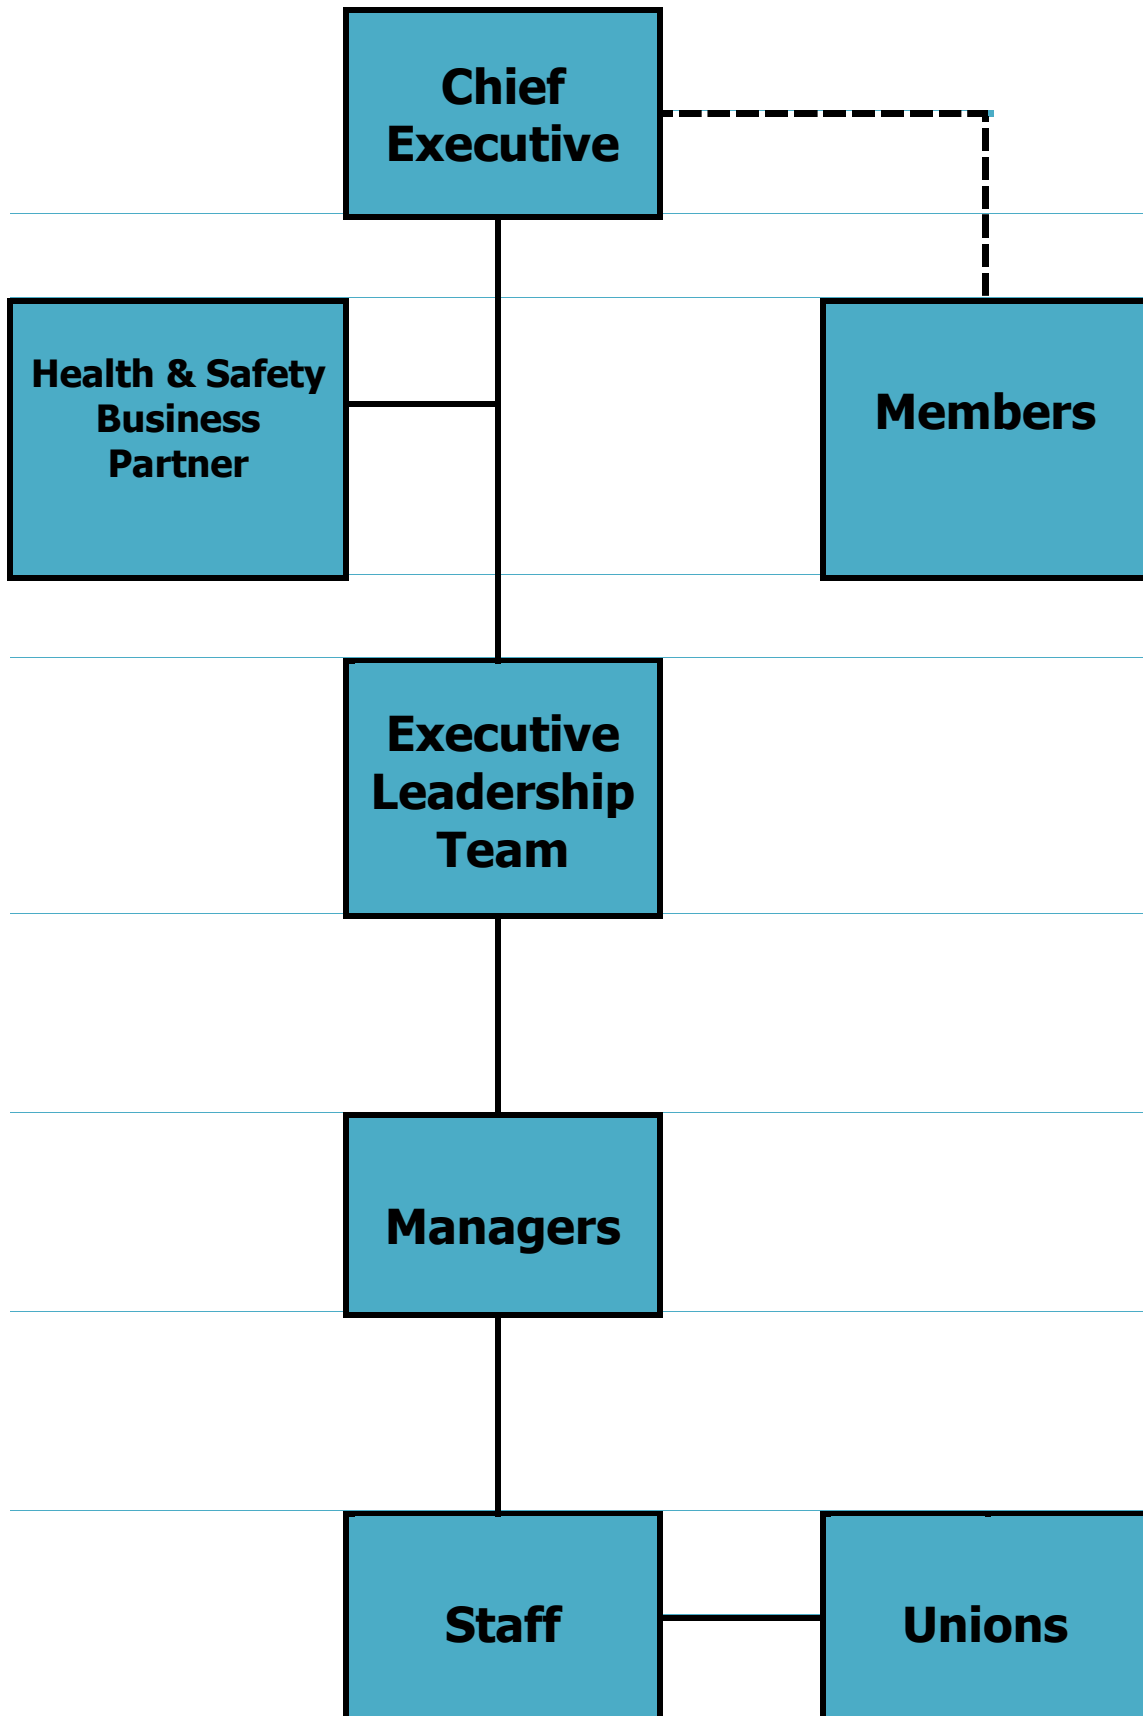 Chief
Executive
Health & Safety
Business
Partner
Members
Executive
Leadership
Team
Managers
Staff
Unions